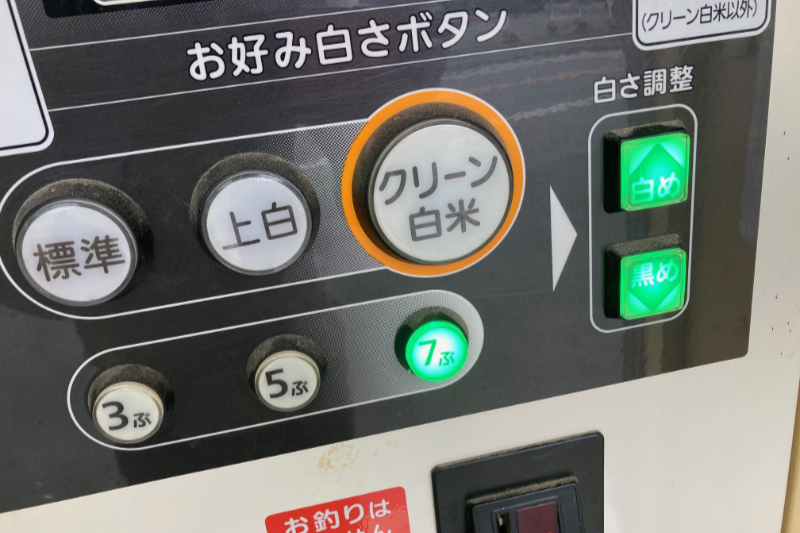 (クリーン白米以外)
お好み白さボタン
白さ調整
標準
上白
クリーン
白米
白め
黒め
3ぶ
5ぶ
7ぶ
お釣りは